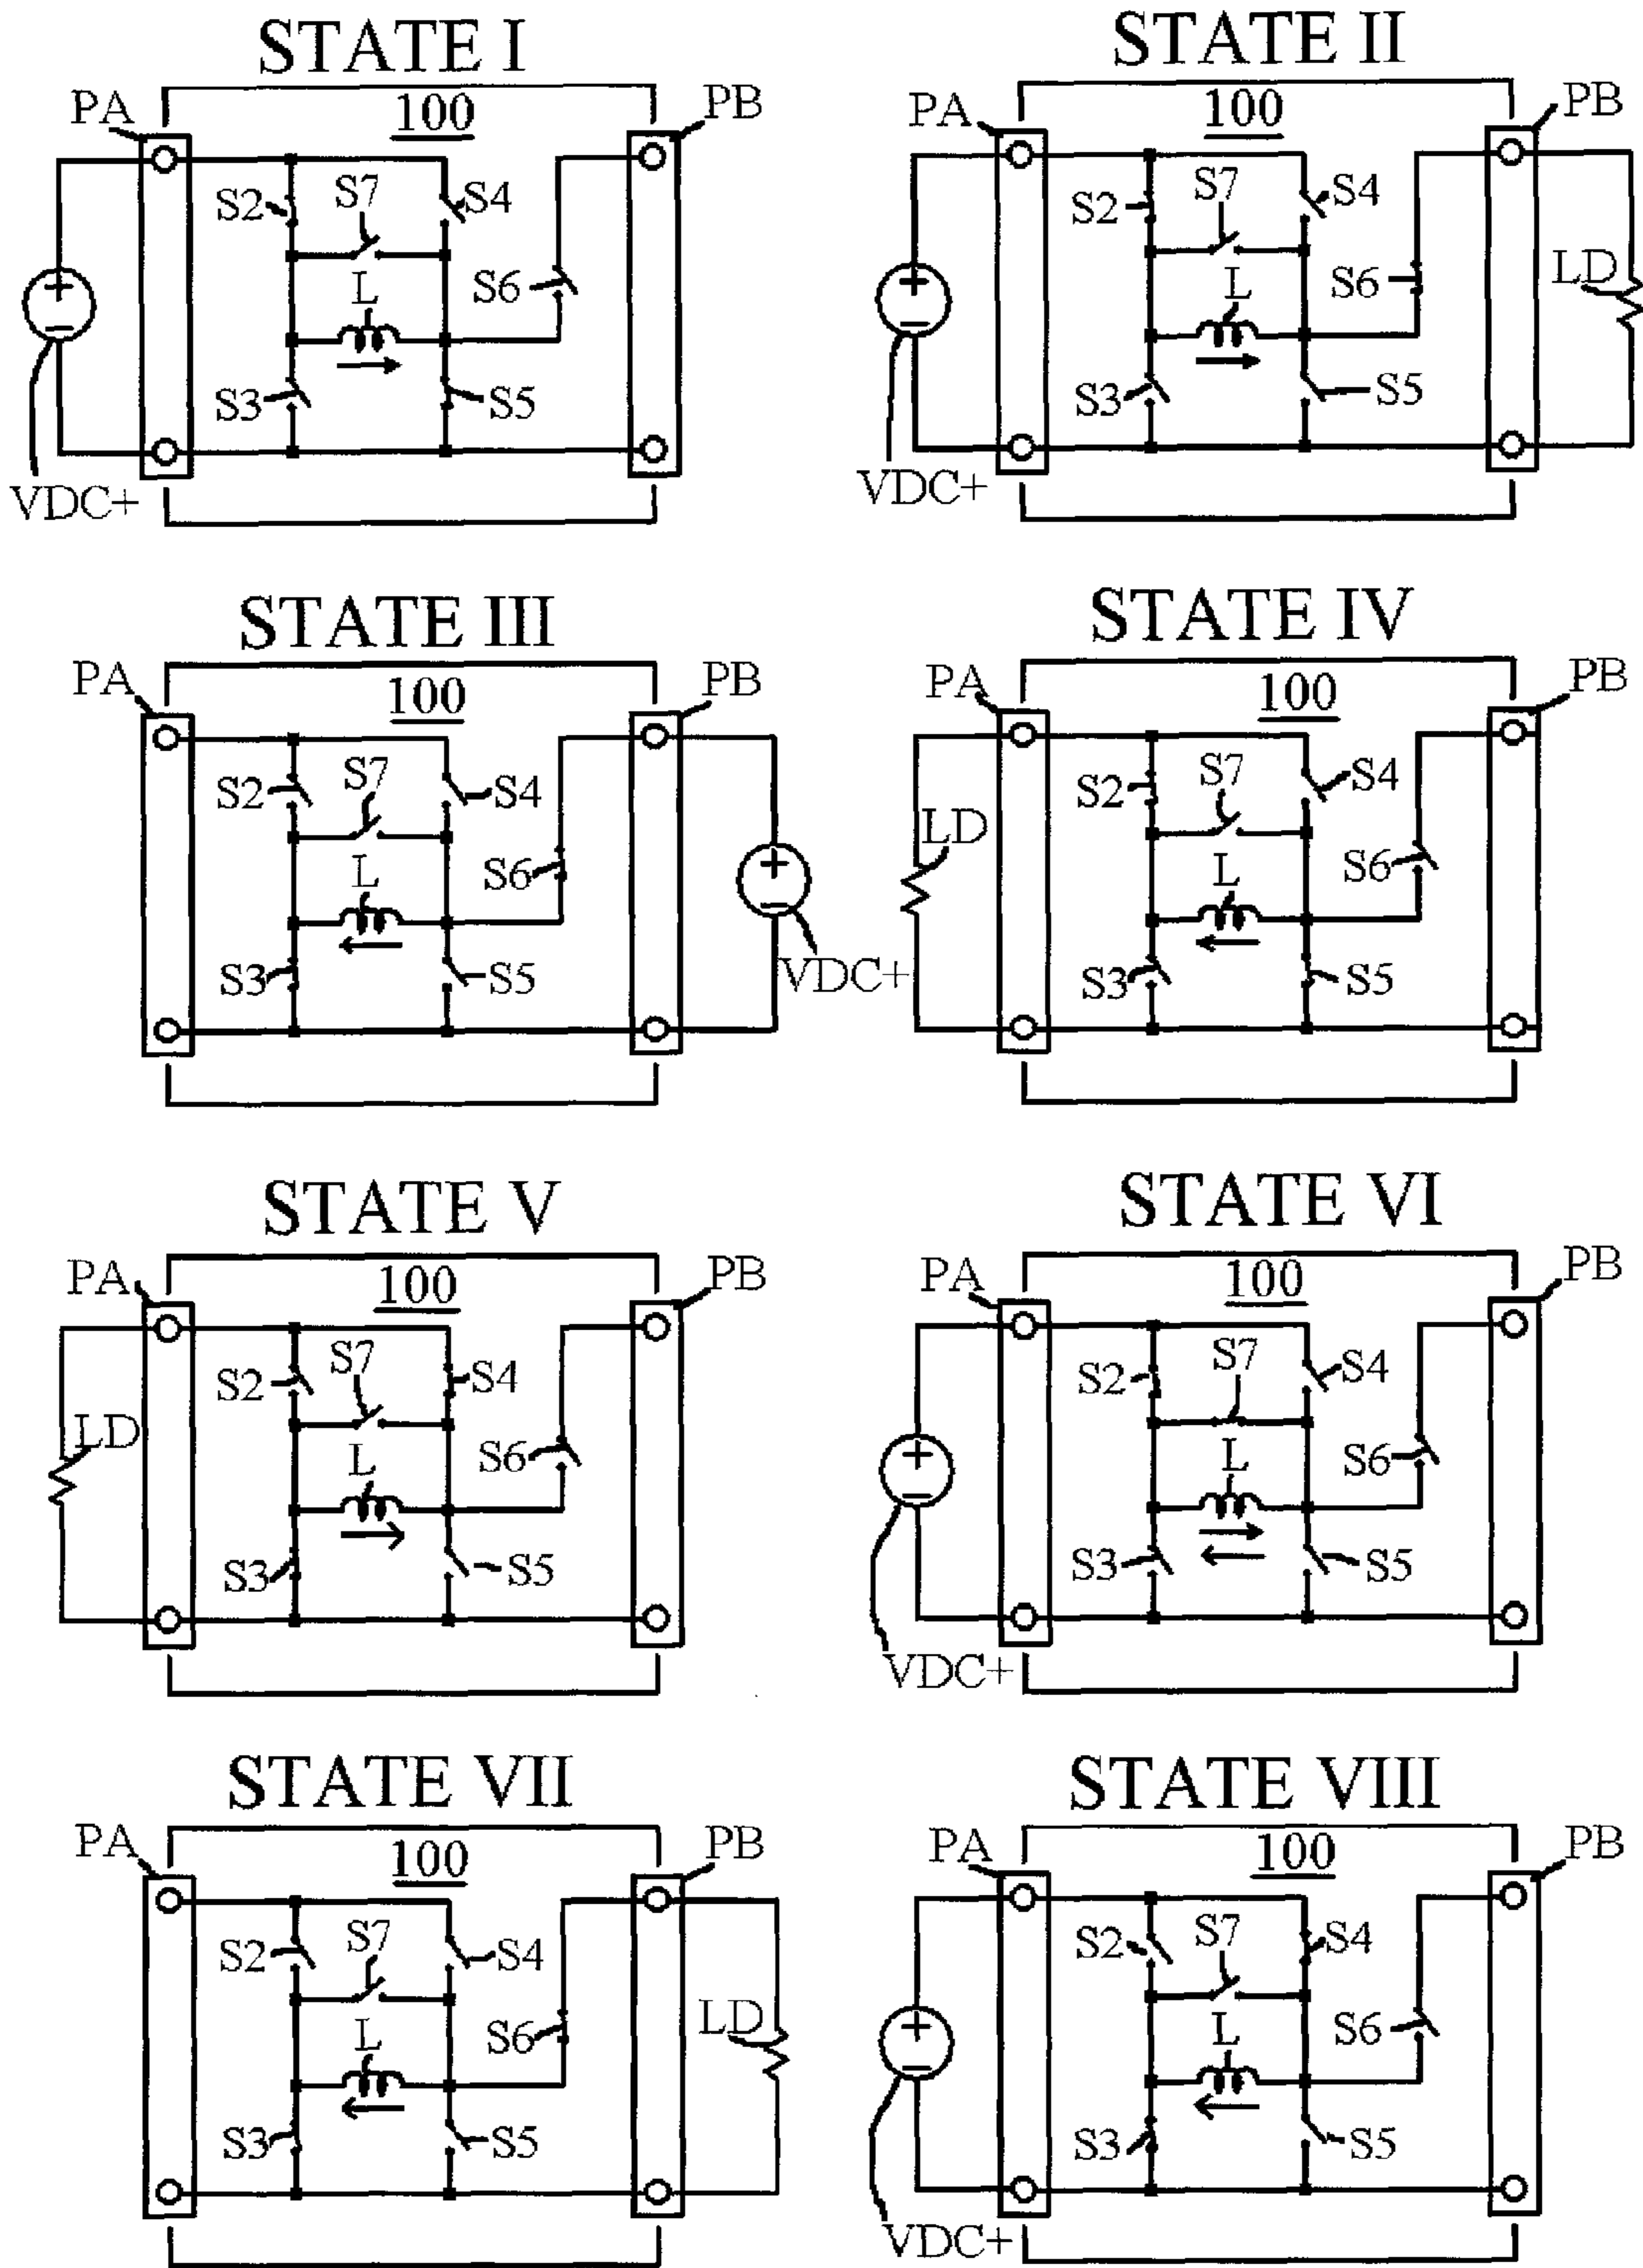 STATE I
PA
100
PB
S2
S7
S4
S6
L
S3
S5
VDC+
STATE II
PA
100
PB
S2
S7
S4
S6
LD
L
S3
S5
VDC+
STATE III
PA
100
PB
S2
S7
S4
S6
L
S3
S5
VDC+
STATE IV
PA
100
PB
S2
S7
S4
LD
S6
L
S3
S5
STATE V
PA
100
PB
S2
S7
S4
LD
S6
L
S3
S5
STATE VI
PA
100
PB
S2
S7
S4
S6
L
S3
S5
VDC+
STATE VII
PA
100
PB
S2
S7
S4
S6
LD
L
S3
S5
STATE VIII
PA
100
PB
S2
S7
S4
S6
L
S3
S5
VDC+